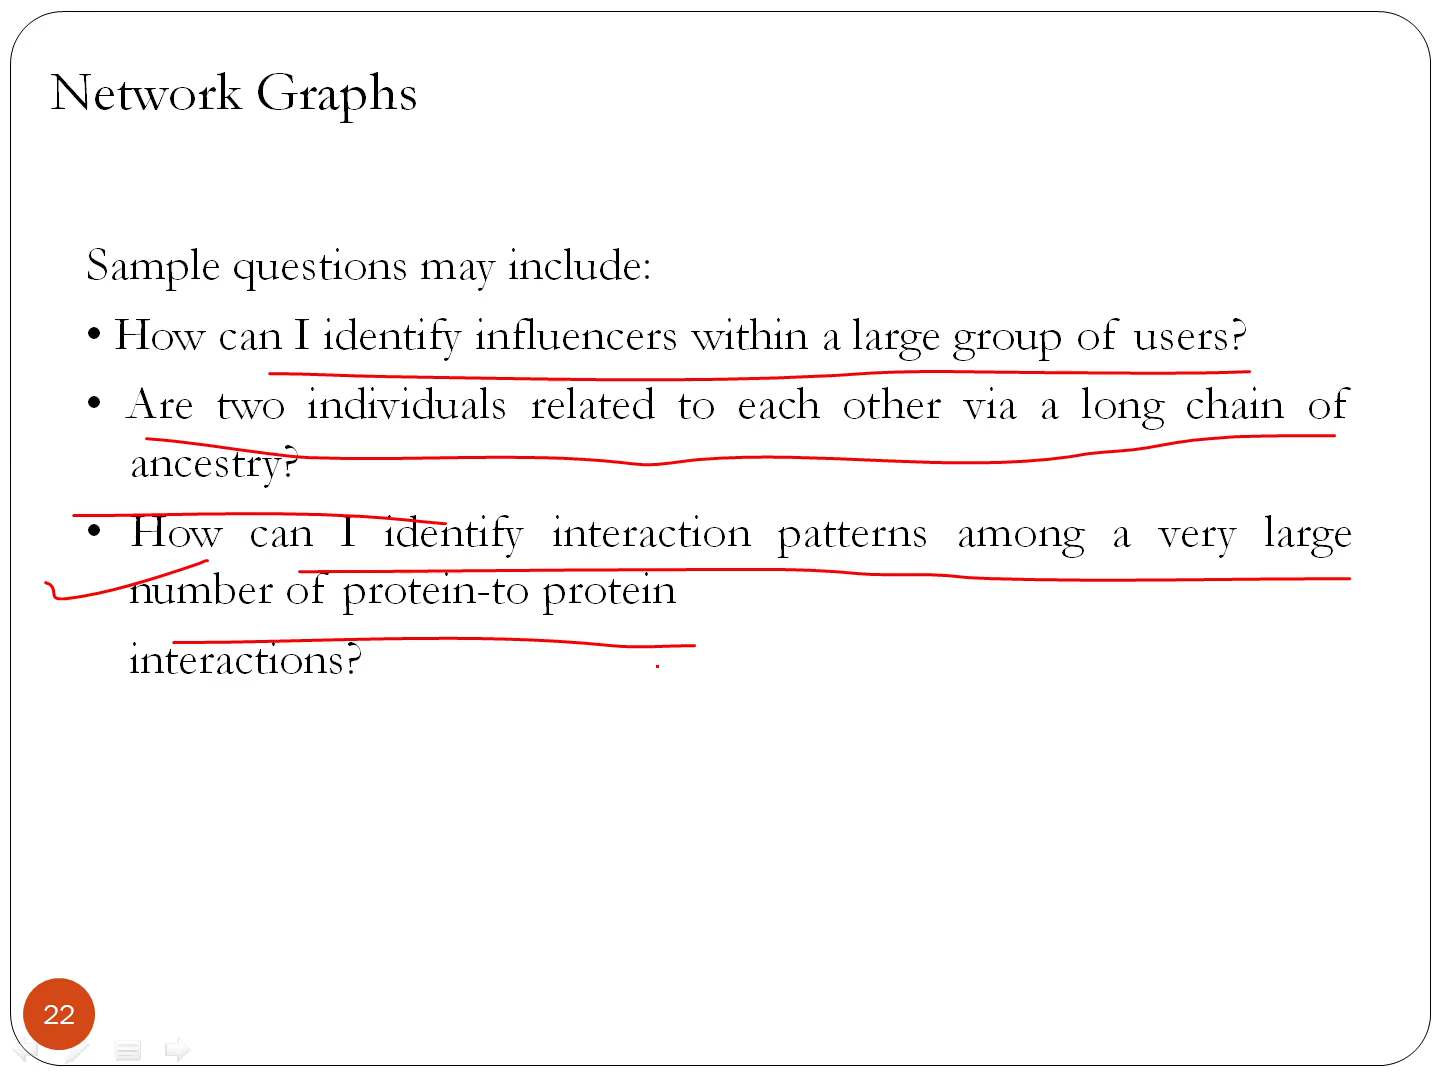 Network Graphs
Sample questions may include:
• How can I identify influencers within a large group of users?
• Are two individuals related to each other via a long chain of
ancestry?
• How can I identify interaction patterns among a very large
number of protein-to protein
interactions?
22